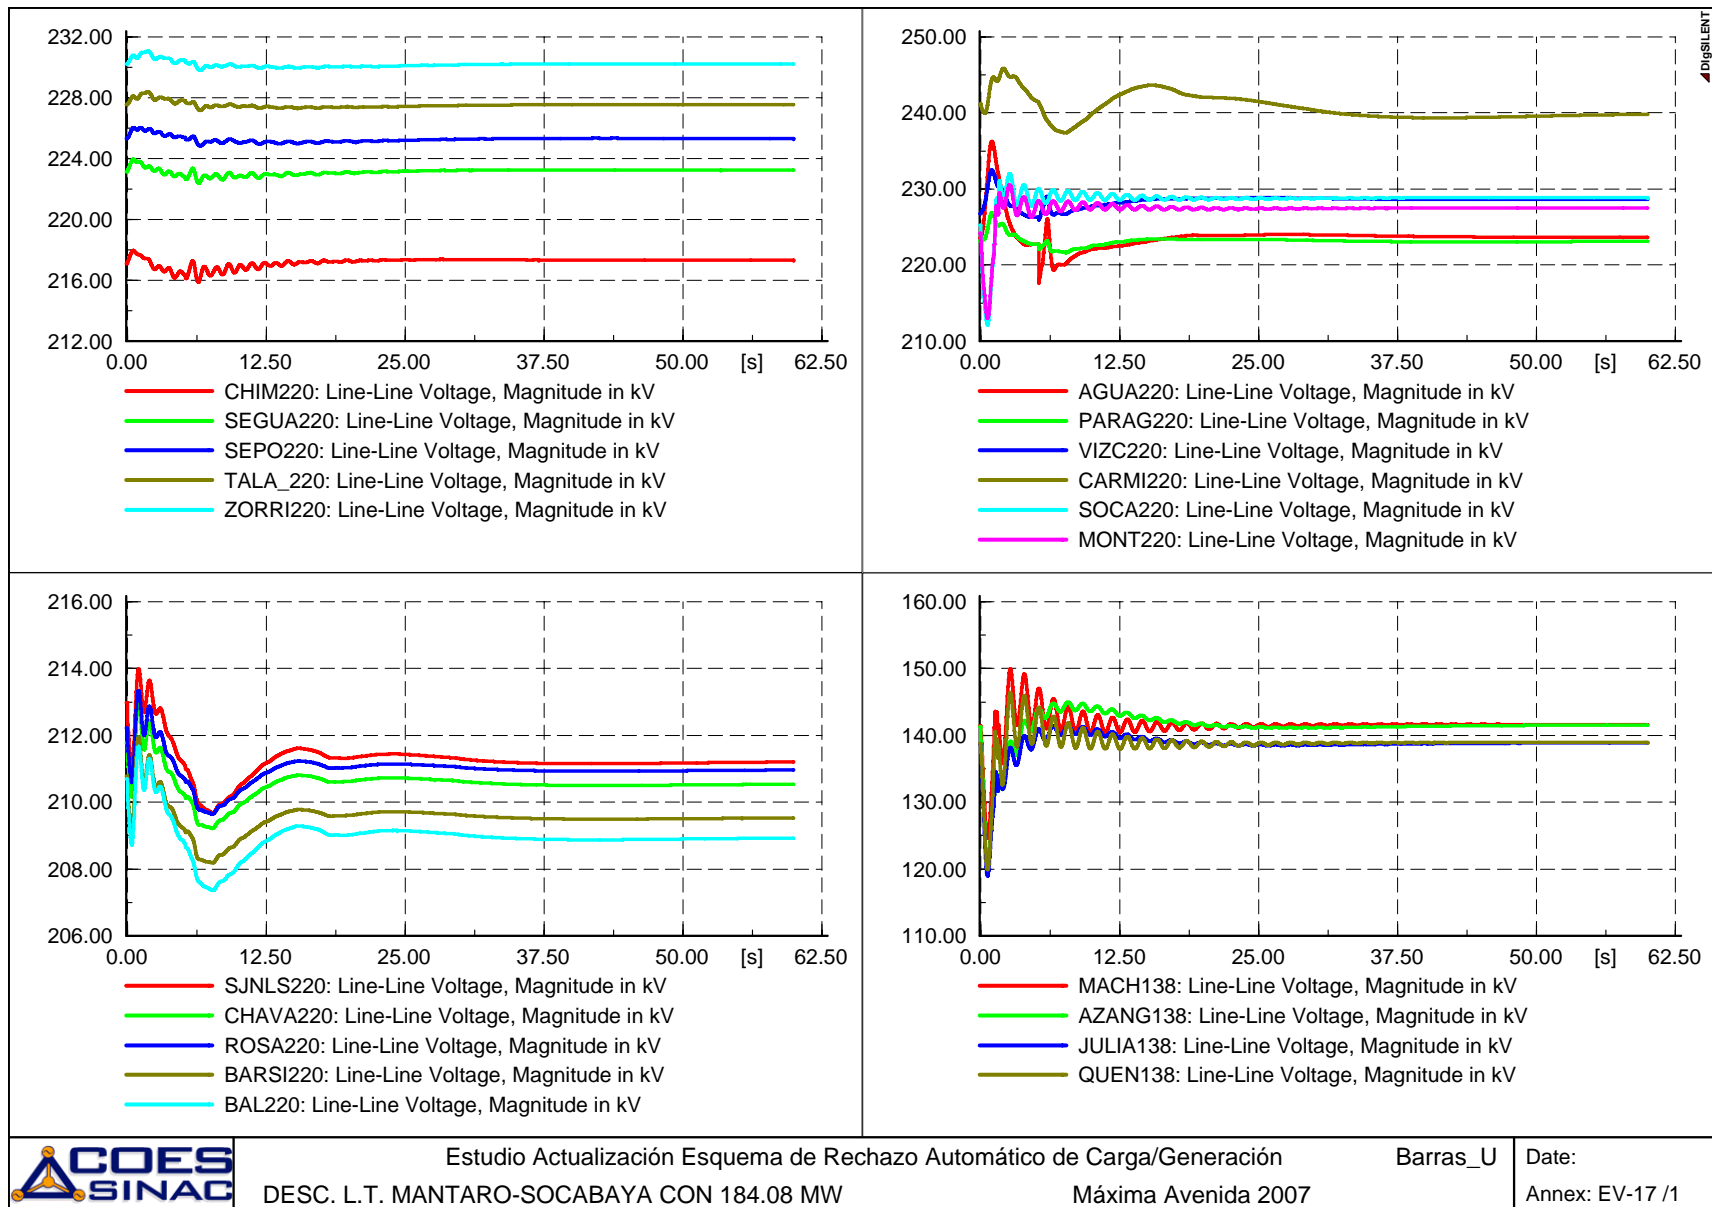 232.00
228.00
224.00
220.00
216.00
212.00
0.00 12.50 25.00 37.50 50.00 [s] 62.50
CHIM220: Line-Line Voltage, Magnitude in kV
SEGUA220: Line-Line Voltage, Magnitude in kV
SEPO220: Line-Line Voltage, Magnitude in kV
TALA_220: Line-Line Voltage, Magnitude in kV
ZORRI220: Line-Line Voltage, Magnitude in kV
DIgSILENT
250.00
240.00
230.00
220.00
210.00
0.00 12.50 25.00 37.50 50.00 [s] 62.50
AGUA220: Line-Line Voltage, Magnitude in kV
PARAG220: Line-Line Voltage, Magnitude in kV
VIZC220: Line-Line Voltage, Magnitude in kV
CARMI220: Line-Line Voltage, Magnitude in kV
SOCA220: Line-Line Voltage, Magnitude in kV
MONT220: Line-Line Voltage, Magnitude in kV
216.00
214.00
212.00
210.00
208.00
206.00
0.00 12.50 25.00 37.50 50.00 [s] 62.50
SJNLS220: Line-Line Voltage, Magnitude in kV
CHAVA220: Line-Line Voltage, Magnitude in kV
ROSA220: Line-Line Voltage, Magnitude in kV
BARSI220: Line-Line Voltage, Magnitude in kV
BAL220: Line-Line Voltage, Magnitude in kV
160.00
150.00
140.00
130.00
120.00
110.00
0.00 12.50 25.00 37.50 50.00 [s] 62.50
MACH138: Line-Line Voltage, Magnitude in kV
AZANG138: Line-Line Voltage, Magnitude in kV
JULIA138: Line-Line Voltage, Magnitude in kV
QUEN138: Line-Line Voltage, Magnitude in kV
COES
SINAC
Estudio Actualización Esquema de Rechazo Automático de Carga/Generación Barras_U
DESC. L.T. MANTARO-SOCABAYA CON 184.08 MW Máxima Avenida 2007
Date:
Annex: EV-17 /1